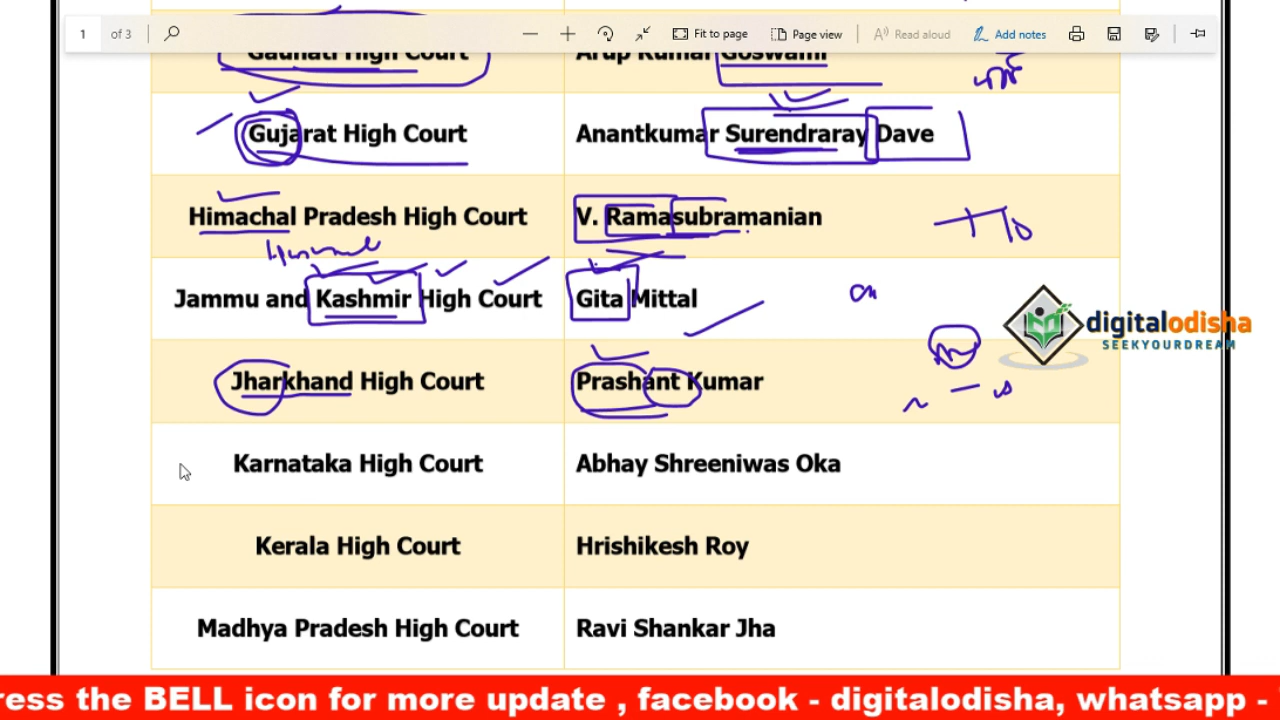 1 of 3 Fit to page Page view Read aloud Add notes
Gauhati High Court Arup Kumar Goswami
Gujarat High Court Anantkumar Surendraray Dave
Himachal Pradesh High Court V. Ramasubramanian
Jammu and Kashmir High Court Gita Mittal
digitalodisha
SEEKYOURDREAM
Jharkhand High Court Prashant Kumar
Karnataka High Court Abhay Shreeniwas Oka
Kerala High Court Hrishikesh Roy
Madhya Pradesh High Court Ravi Shankar Jha
ress the BELL icon for more update , facebook - digitalodisha, whatsapp -